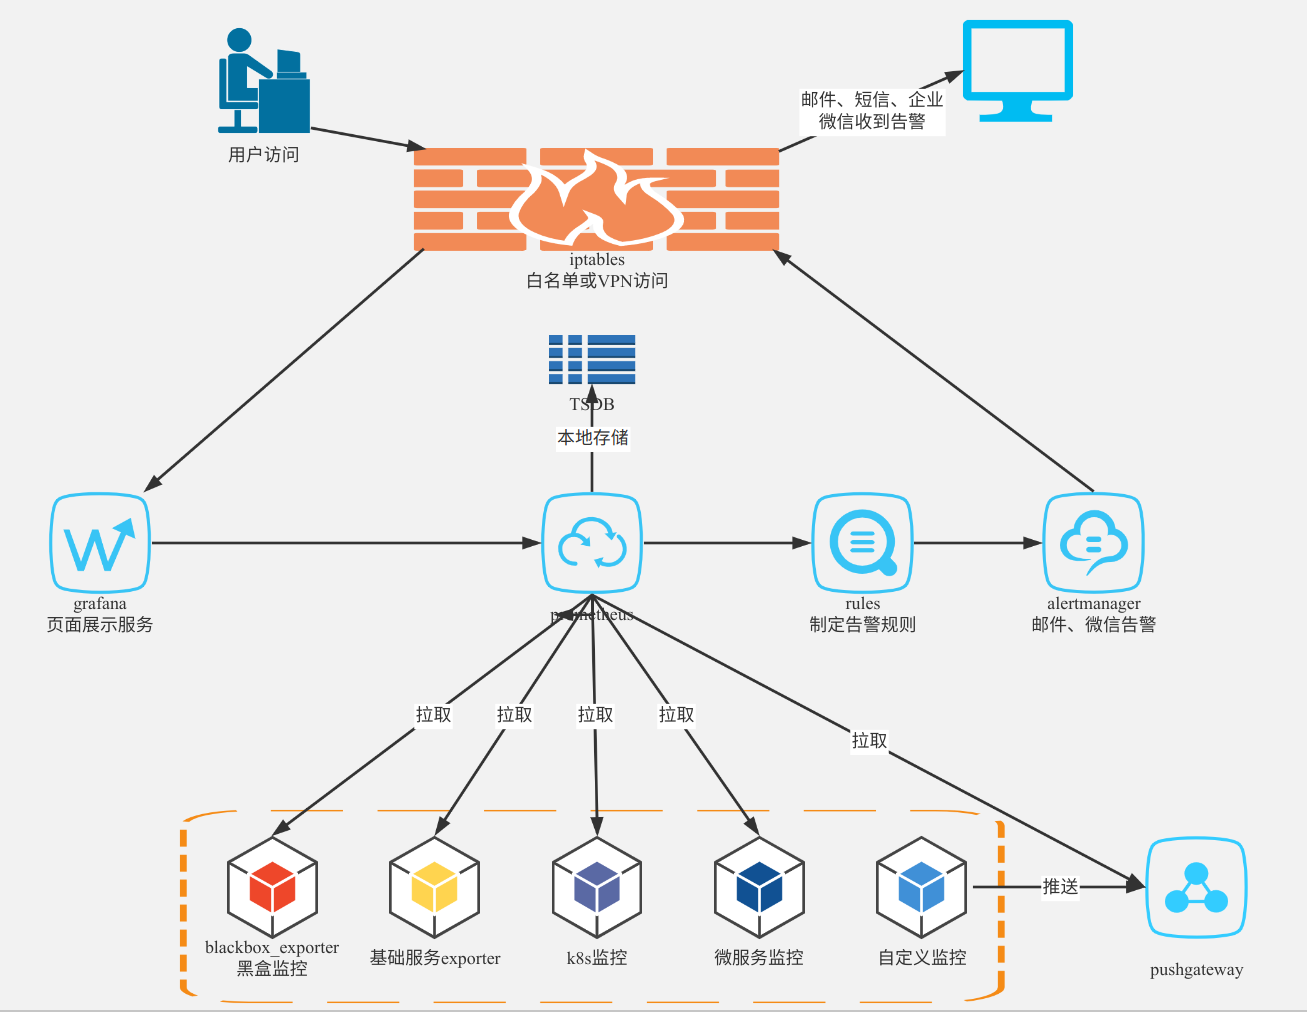 用户访问
邮件、短信、企业
微信收到告警
iptables
白名单或VPN访问
TSDB
本地存储
grafana
页面展示服务
prometheus
rules
制定告警规则
alertmanager
邮件、微信告警
拉取
拉取
拉取
拉取
拉取
blackbox_exporter
黑盒监控
基础服务exporter
k8s监控
微服务监控
自定义监控
推送
pushgateway